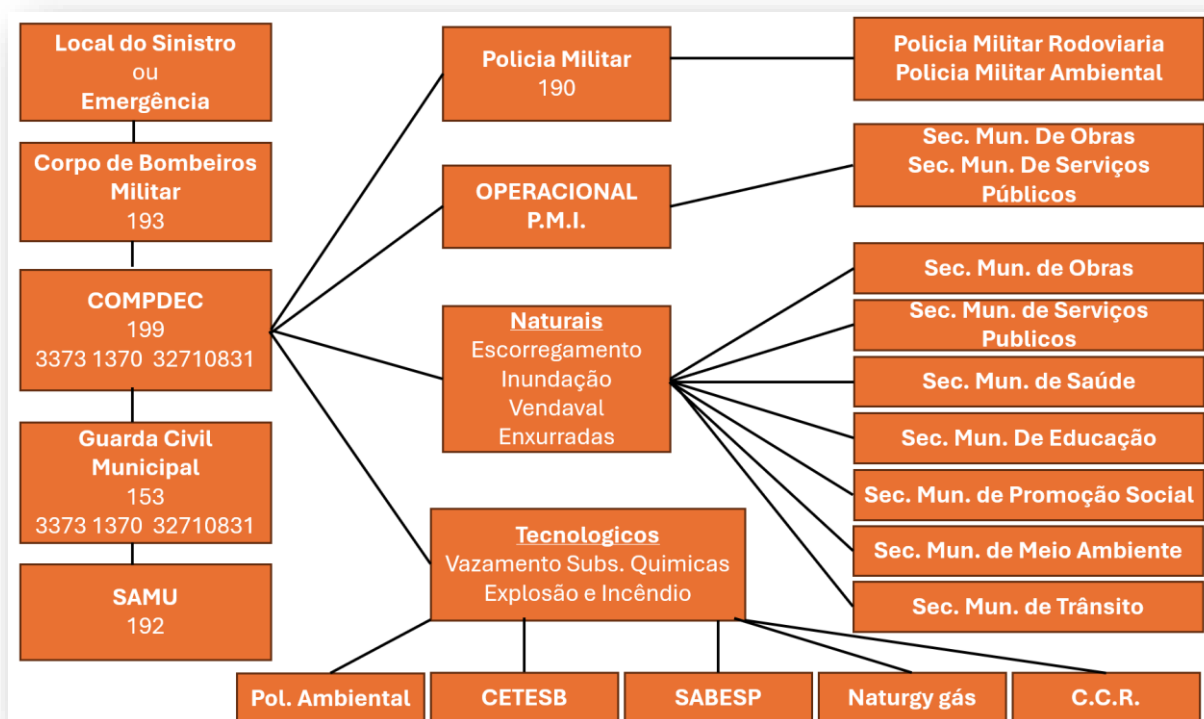 Local do Sinistro
ou
Emergência
Corpo de Bombeiros
Militar
193
COMPDEC
199
3373 1370  32710831
Guarda Civil
Municipal
153
3373 1370  32710831
SAMU
192
Policia Militar
190
OPERACIONAL
P.M.I.
Naturais
Escorregamento
Inundação
Vendaval
Enxurradas
Tecnologicos
Vazamento Subs. Quimicas
Explosão e Incêndio
Policia Militar Rodoviaria
Policia Militar Ambiental
Sec. Mun. De Obras
Sec. Mun. De Serviços
Públicos
Sec. Mun. de Obras
Sec. Mun. de Serviços
Publicos
Sec. Mun. de Saúde
Sec. Mun. De Educação
Sec. Mun. de Promoção Social
Sec. Mun. de Meio Ambiente
Sec. Mun. de Trânsito
Pol. Ambiental
CETESB
SABESP
Naturgy gás
C.C.R.